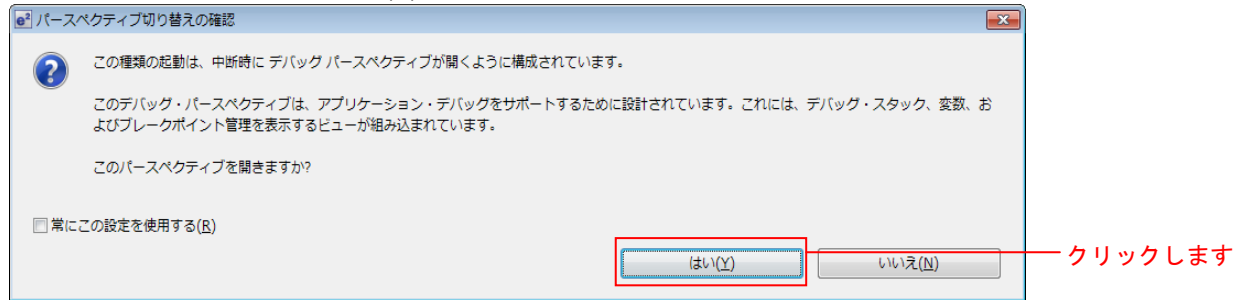 e² パースペクティブ切り替えの確認
この種類の起動は、中断時に デバッグ パースペクティブが開くように構成されています。
このデバッグ・パースペクティブは、アプリケーション・デバッグをサポートするために設計されています。これには、デバッグ・スタック、変数、お
よびブレークポイント管理を表示するビューが組み込まれています。
このパースペクティブを開きますか?
常にこの設定を使用する(R)
はい(Y) いいえ(N) クリックします